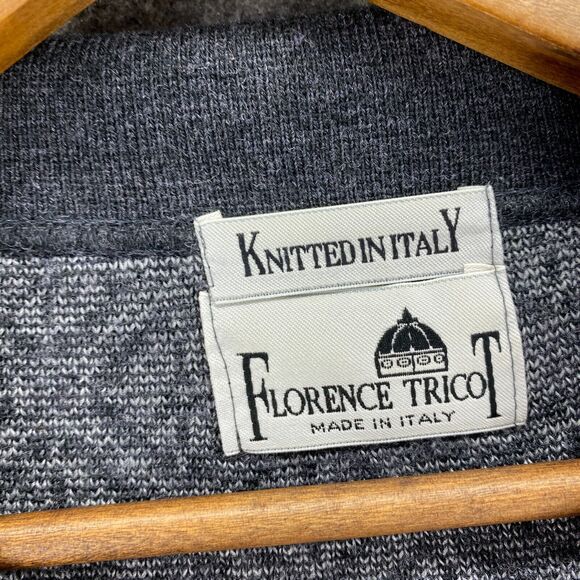 KNITTED IN ITALY
FLORENCE TRICOT
MADE IN ITALY